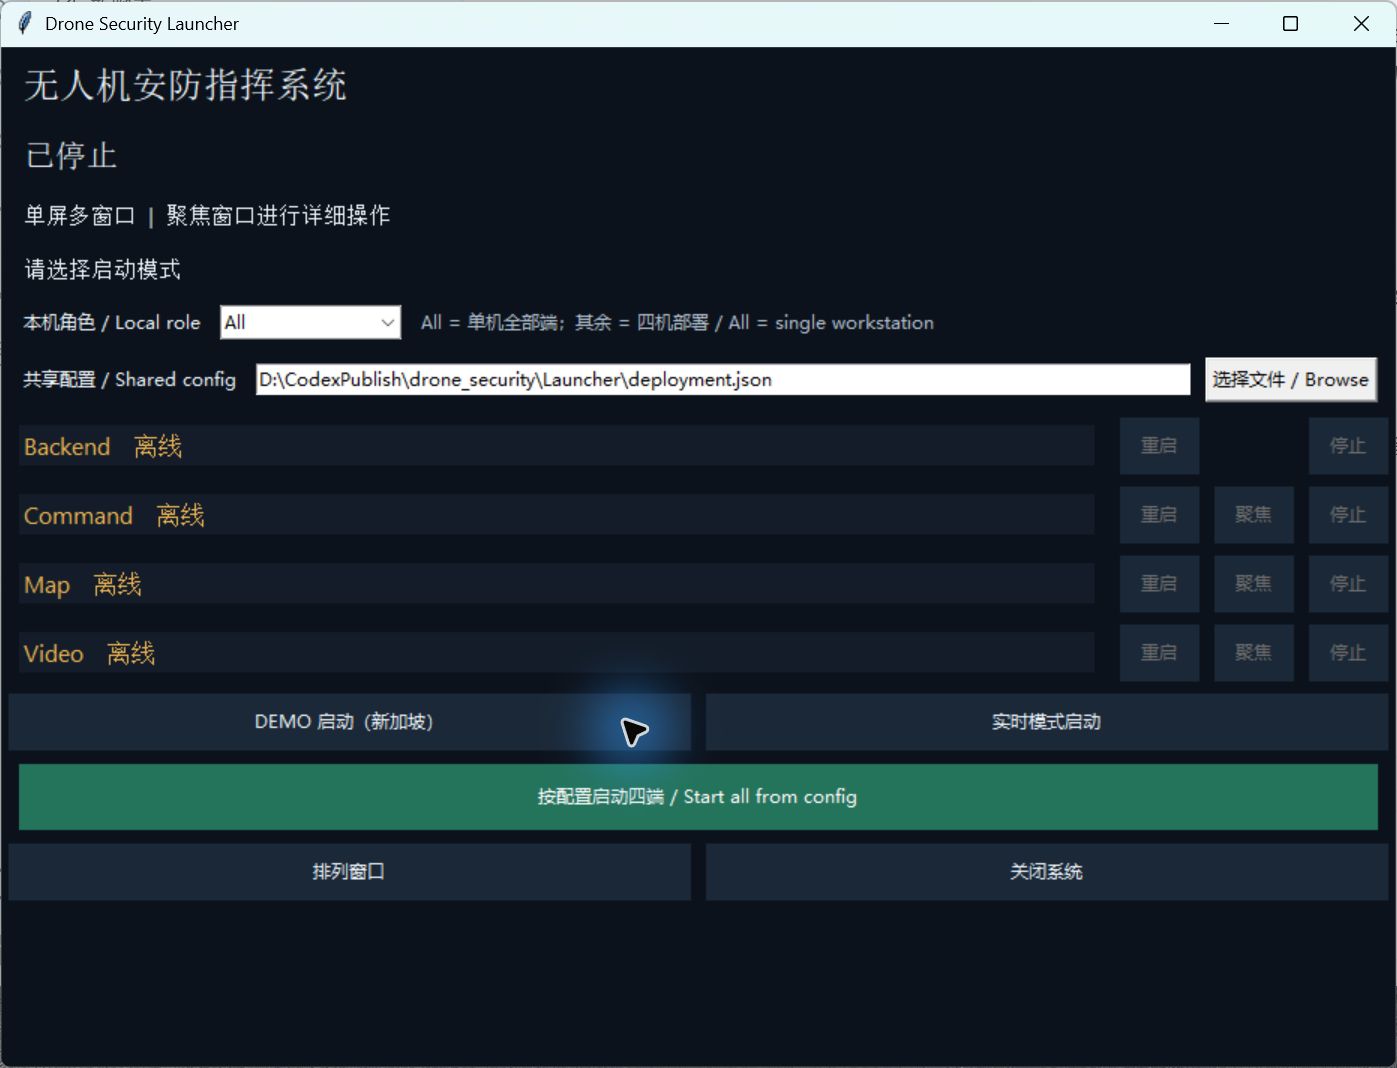 Drone Security Launcher
无人机安防指挥系统
已停止
单屏多窗口 | 聚焦窗口进行详细操作
请选择启动模式
本机角色 / Local role All All = 单机全部端；其余 = 四机部署 / All = single workstation
共享配置 / Shared config D:\CodexPublish\drone_security\Launcher\deployment.json 选择文件 / Browse
Backend 离线 重启 停止
Command 离线 重启 聚焦 停止
Map 离线 重启 聚焦 停止
Video 离线 重启 聚焦 停止
DEMO 启动（新加坡） 实时模式启动
按配置启动四端 / Start all from config
排列窗口 关闭系统